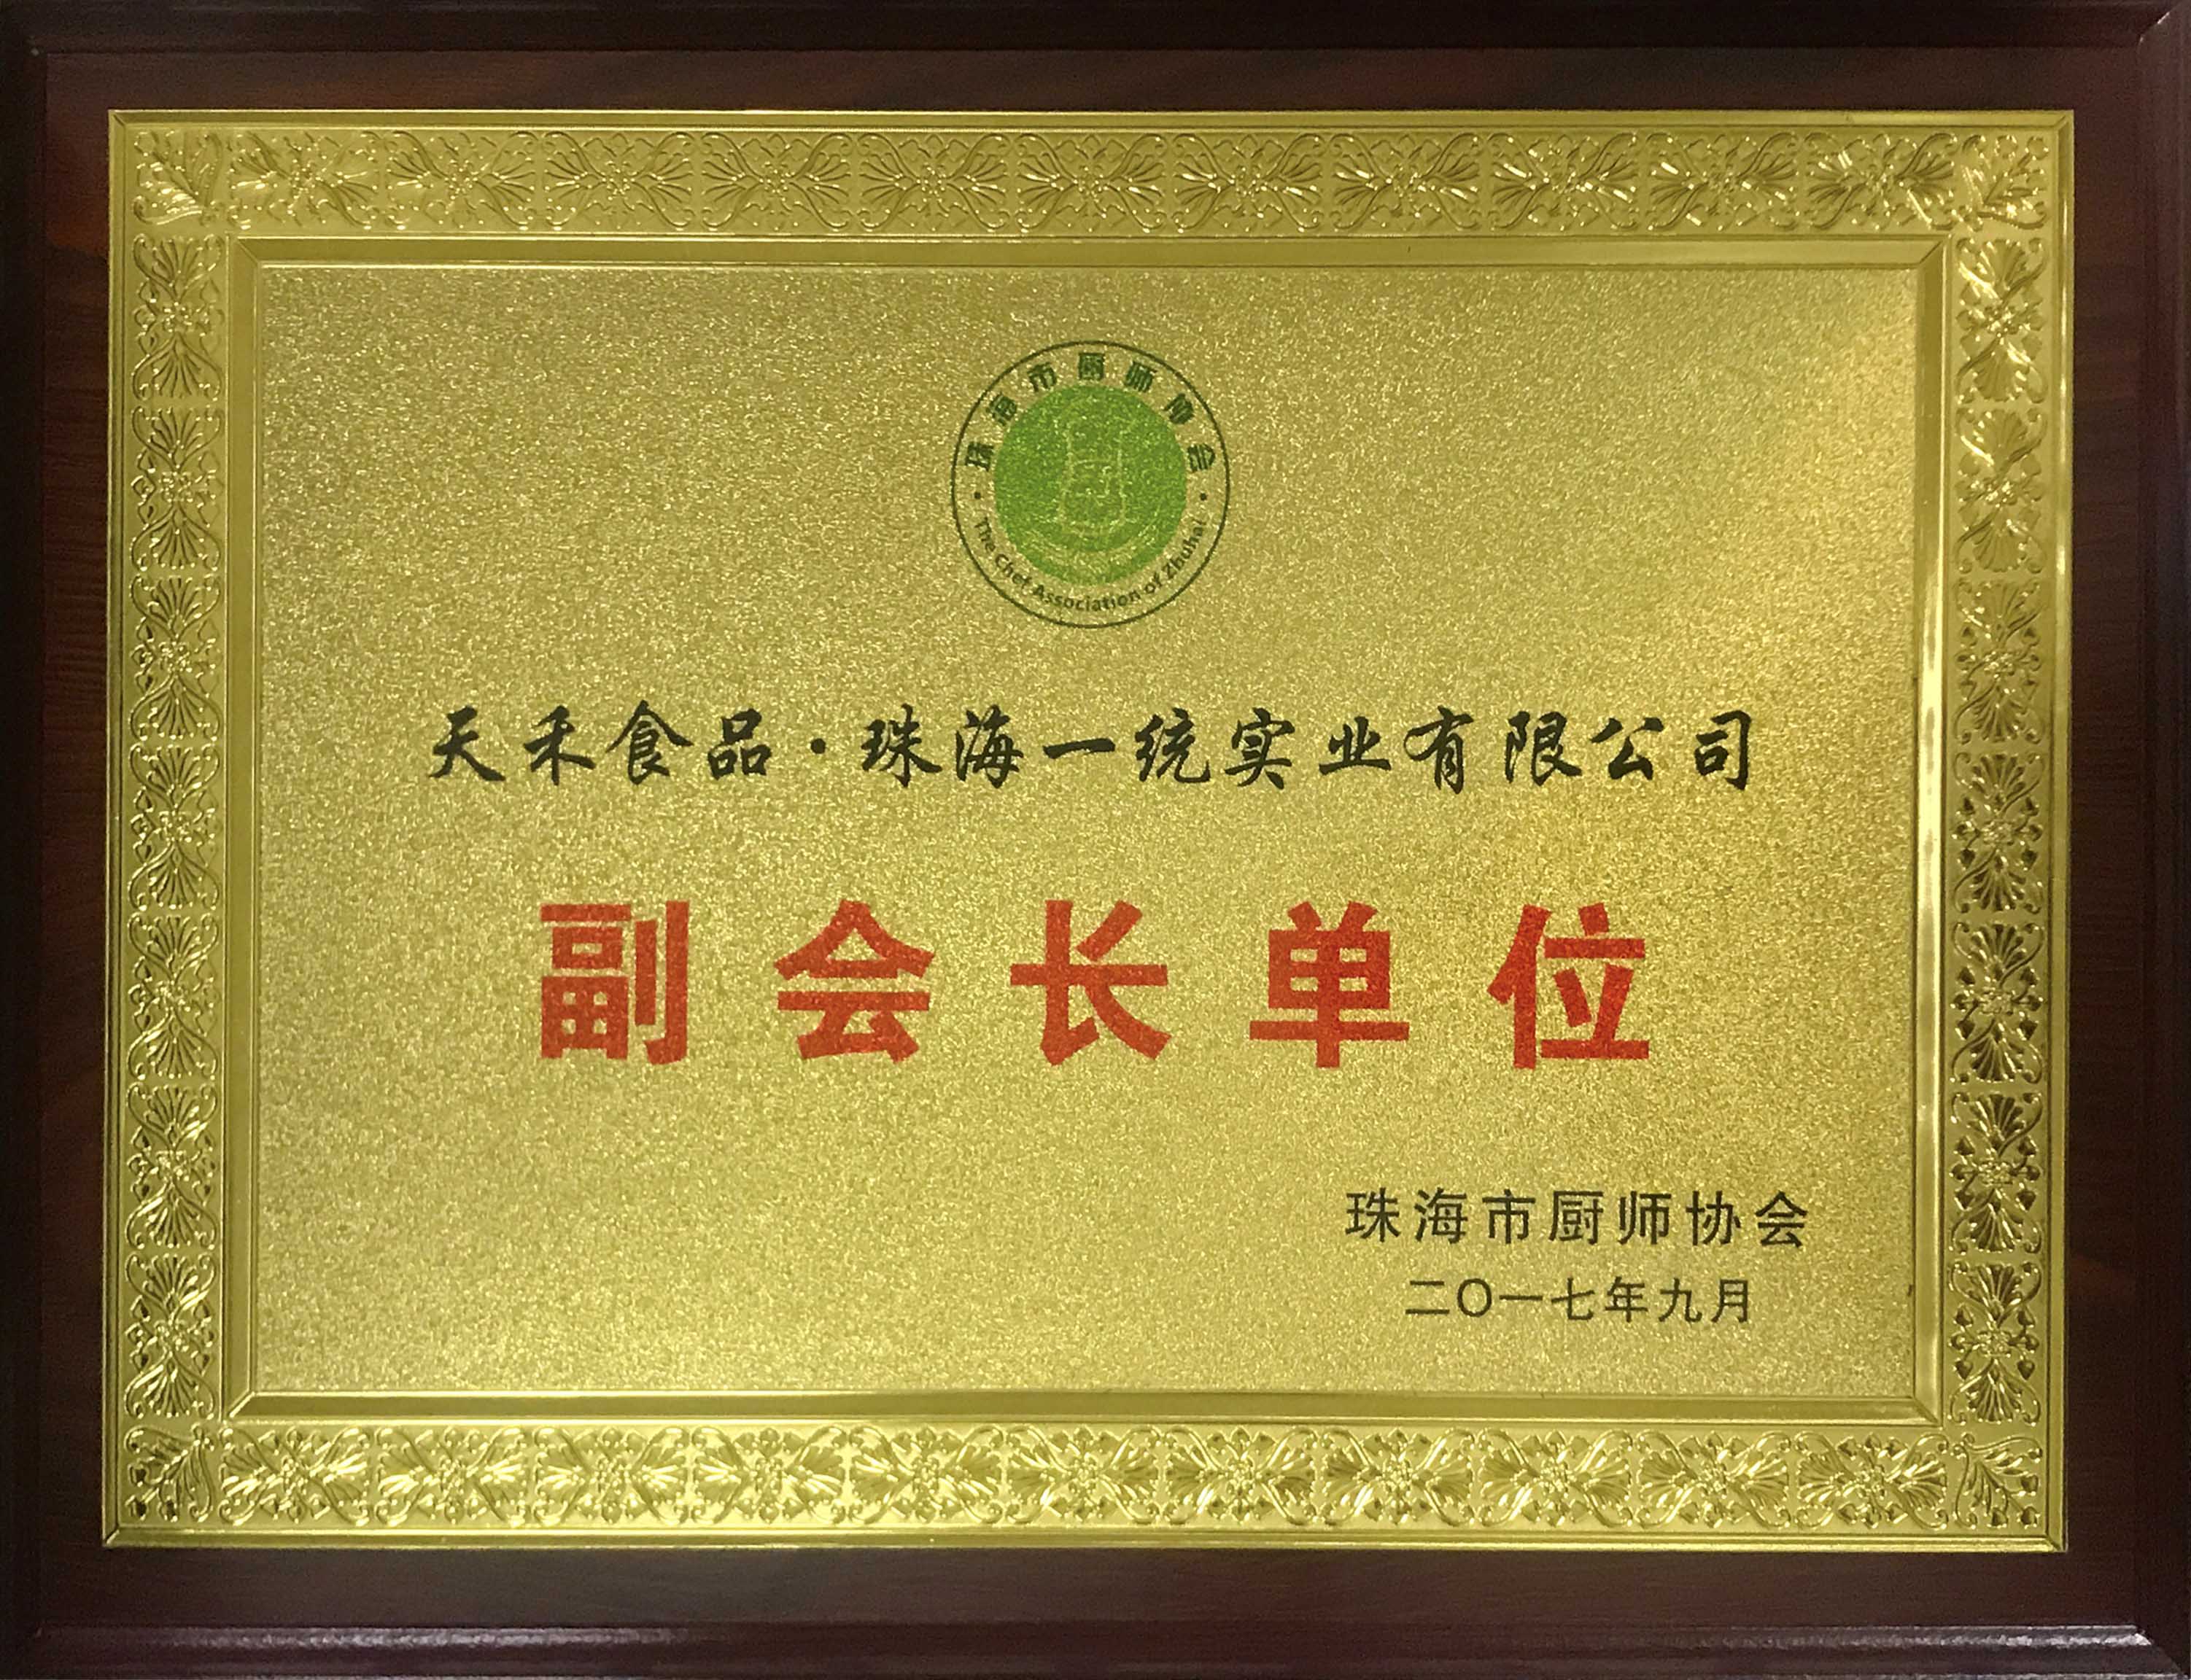 珠海市厨师协会
The Chef Association of Zhuhai
天禾食品·珠海一统实业有限公司
副会长单位
珠海市厨师协会
二〇一七年九月